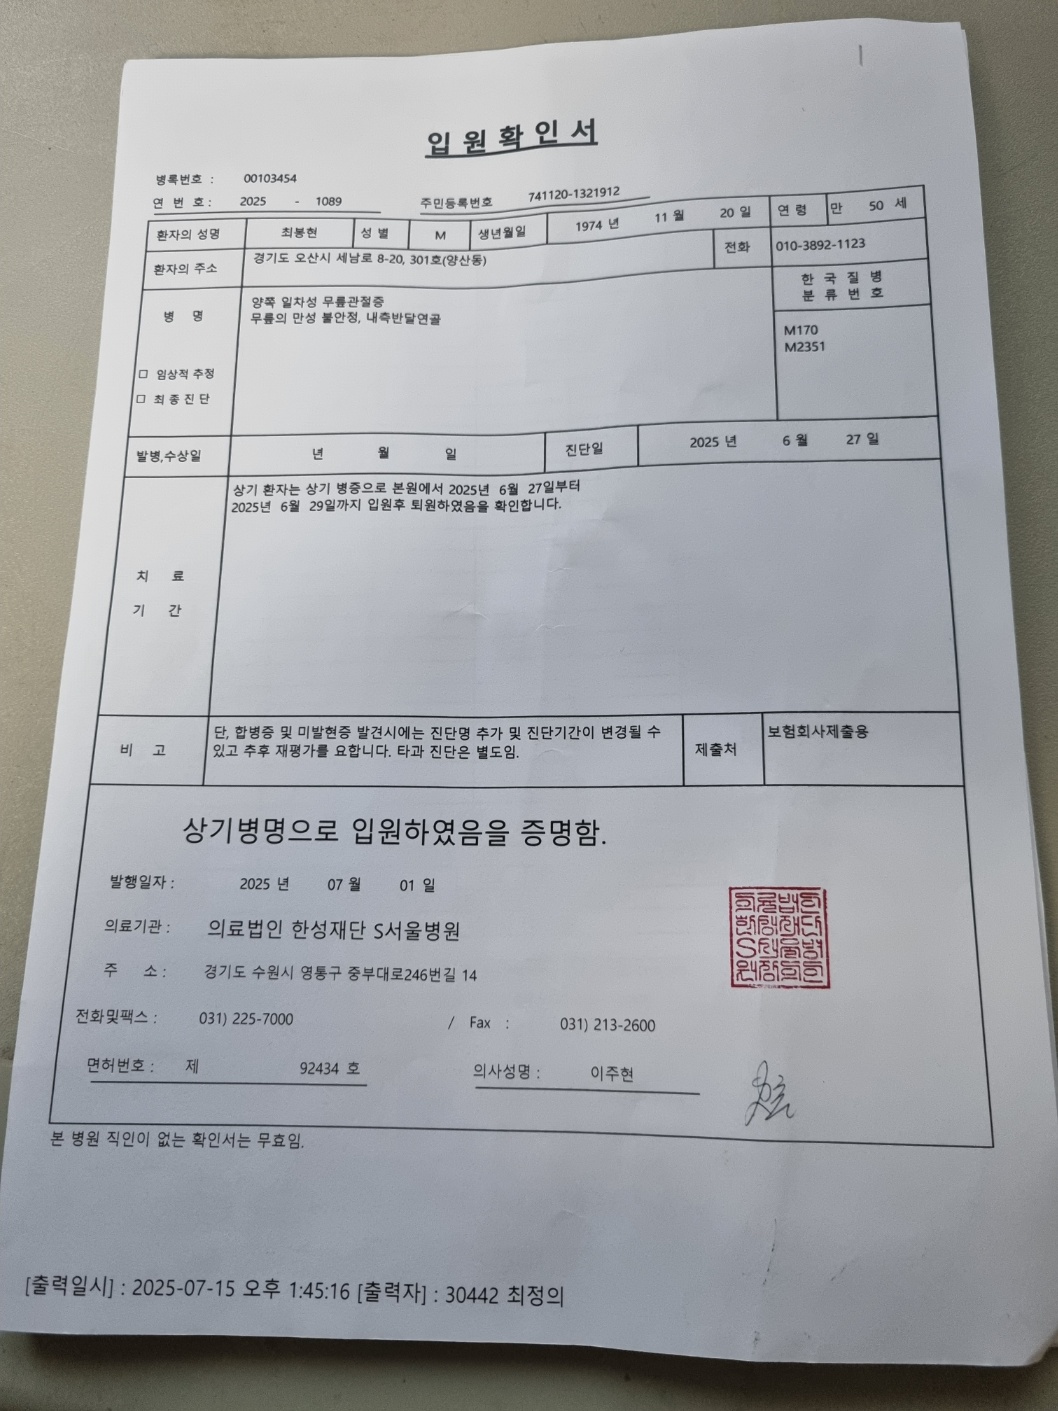 입 원 확 인 서
병록번호 : 00103454
연 번 호 : 2025 - 1089 주민등록번호 741120-1321912
환자의 성명 최봉현 성 별 M 생년월일 1974 년 11 월 20 일 연 령 만 50 세
환자의 주소 경기도 오산시 세남로 8-20, 301호(양산동) 전화 010-3892-1123
병 명 양쪽 일차성 무릎관절증 한 국 질 병
무릎의 만성 불안정, 내측반달연골 분 류 번 호
M170
M2351
□ 임상적 추정
□ 최 종 진 단
발병,수상일 년 월 일 진단일 2025 년 6 월 27 일
상기 환자는 상기 병증으로 본원에서 2025년 6월 27일부터
2025년 6월 29일까지 입원후 퇴원하였음을 확인합니다.
치 료
기 간
비 고 단, 합병증 및 미발현증 발견시에는 진단명 추가 및 진단기간이 변경될 수
있고 추후 재평가를 요합니다. 타과 진단은 별도임.
제출처 보험회사제출용
상기병명으로 입원하였음을 증명함.
발행일자 : 2025 년 07 월 01 일
의료기관 : 의료법인 한성재단 S서울병원
주 소 : 경기도 수원시 영통구 중부대로246번길 14
전화및팩스 : 031) 225-7000 / Fax : 031) 213-2600
면허번호 : 제 92434 호 의사성명 : 이주현
본 병원 직인이 없는 확인서는 무효임.
[출력일시] : 2025-07-15 오후 1:45:16 [출력자] : 30442 최정의